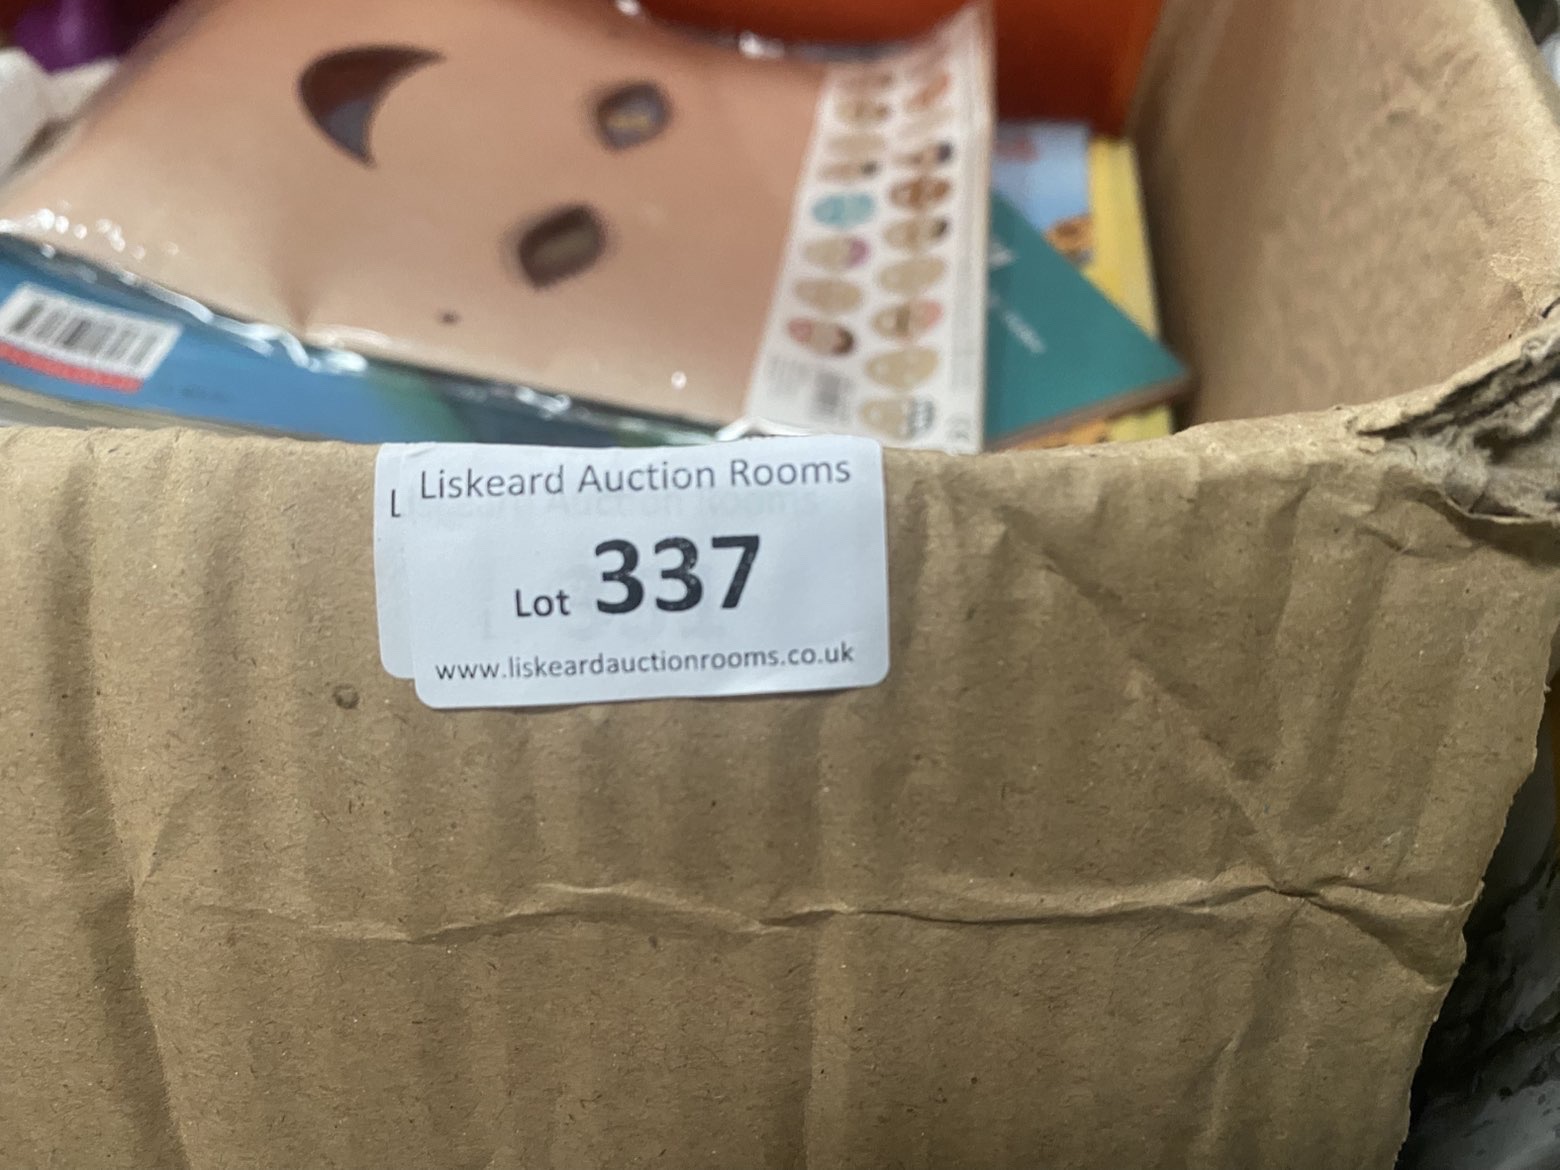 Liskeard Auction Rooms
L
Lot 337
www.liskeardauctionrooms.co.uk